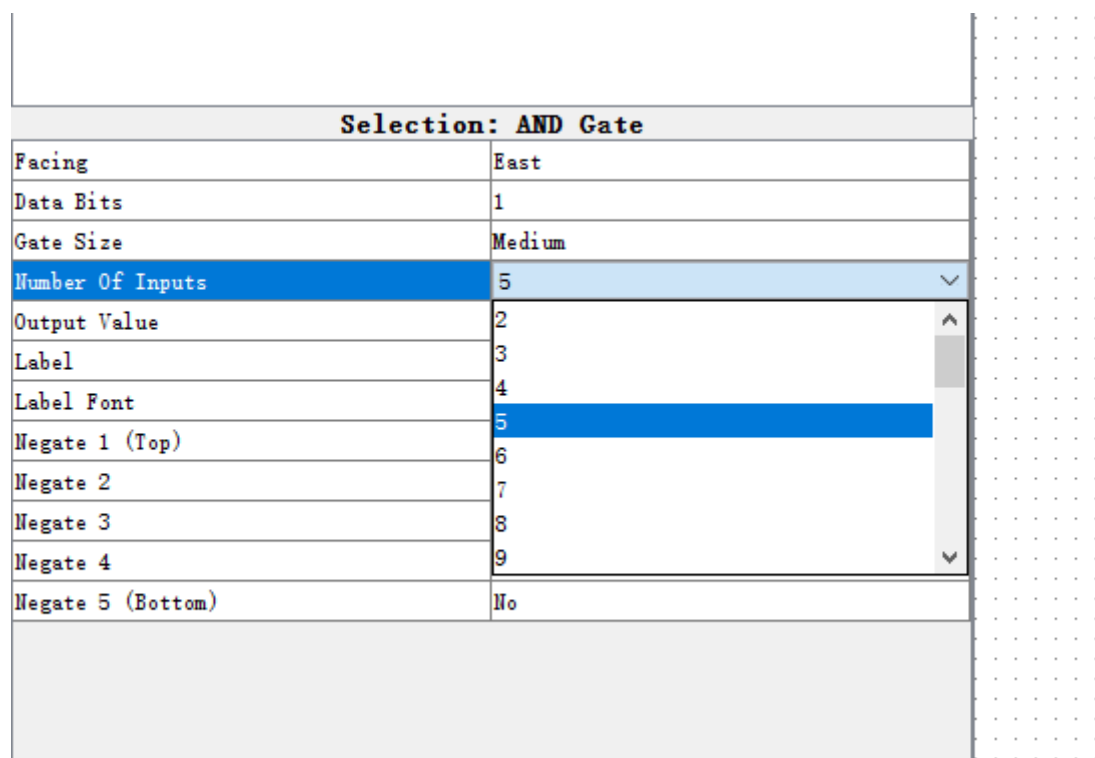 Selection: AND Gate
Facing East
Data Bits 1
Gate Size Medium
Number Of Inputs 5
Output Value
Label
Label Font
Negate 1 (Top)
Negate 2
Negate 3
Negate 4
2
3
4
5
6
7
8
9
Negate 5 (Bottom) No